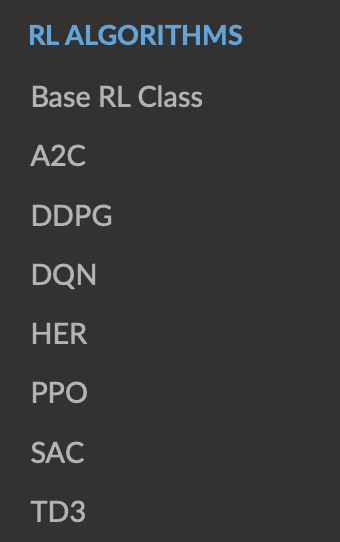 RL ALGORITHMS
Base RL Class
A2C
DDPG
DQN
HER
PPO
SAC
TD3